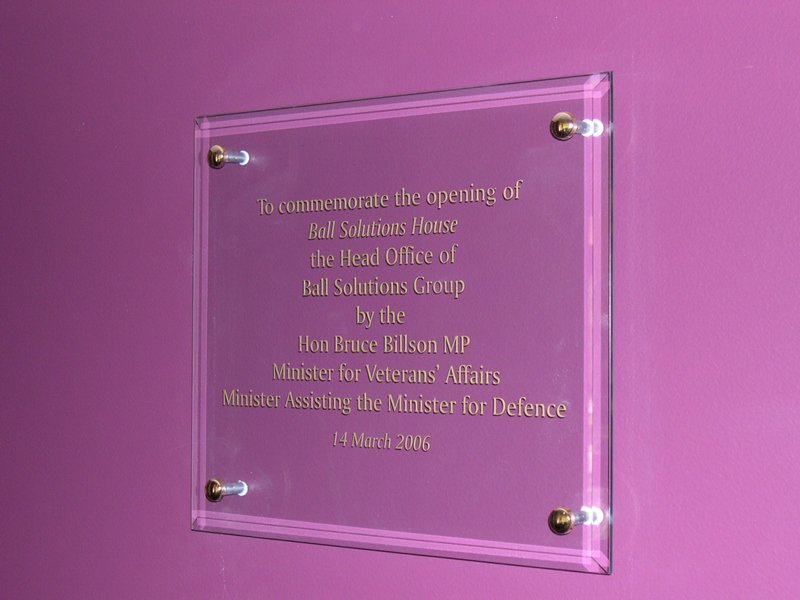 To commemorate the opening of
Ball Solutions House
the Head Office of
Ball Solutions Group
by the
Hon Bruce Billson MP
Minister for Veterans' Affairs
Minister Assisting the Minister for Defence
14 March 2006